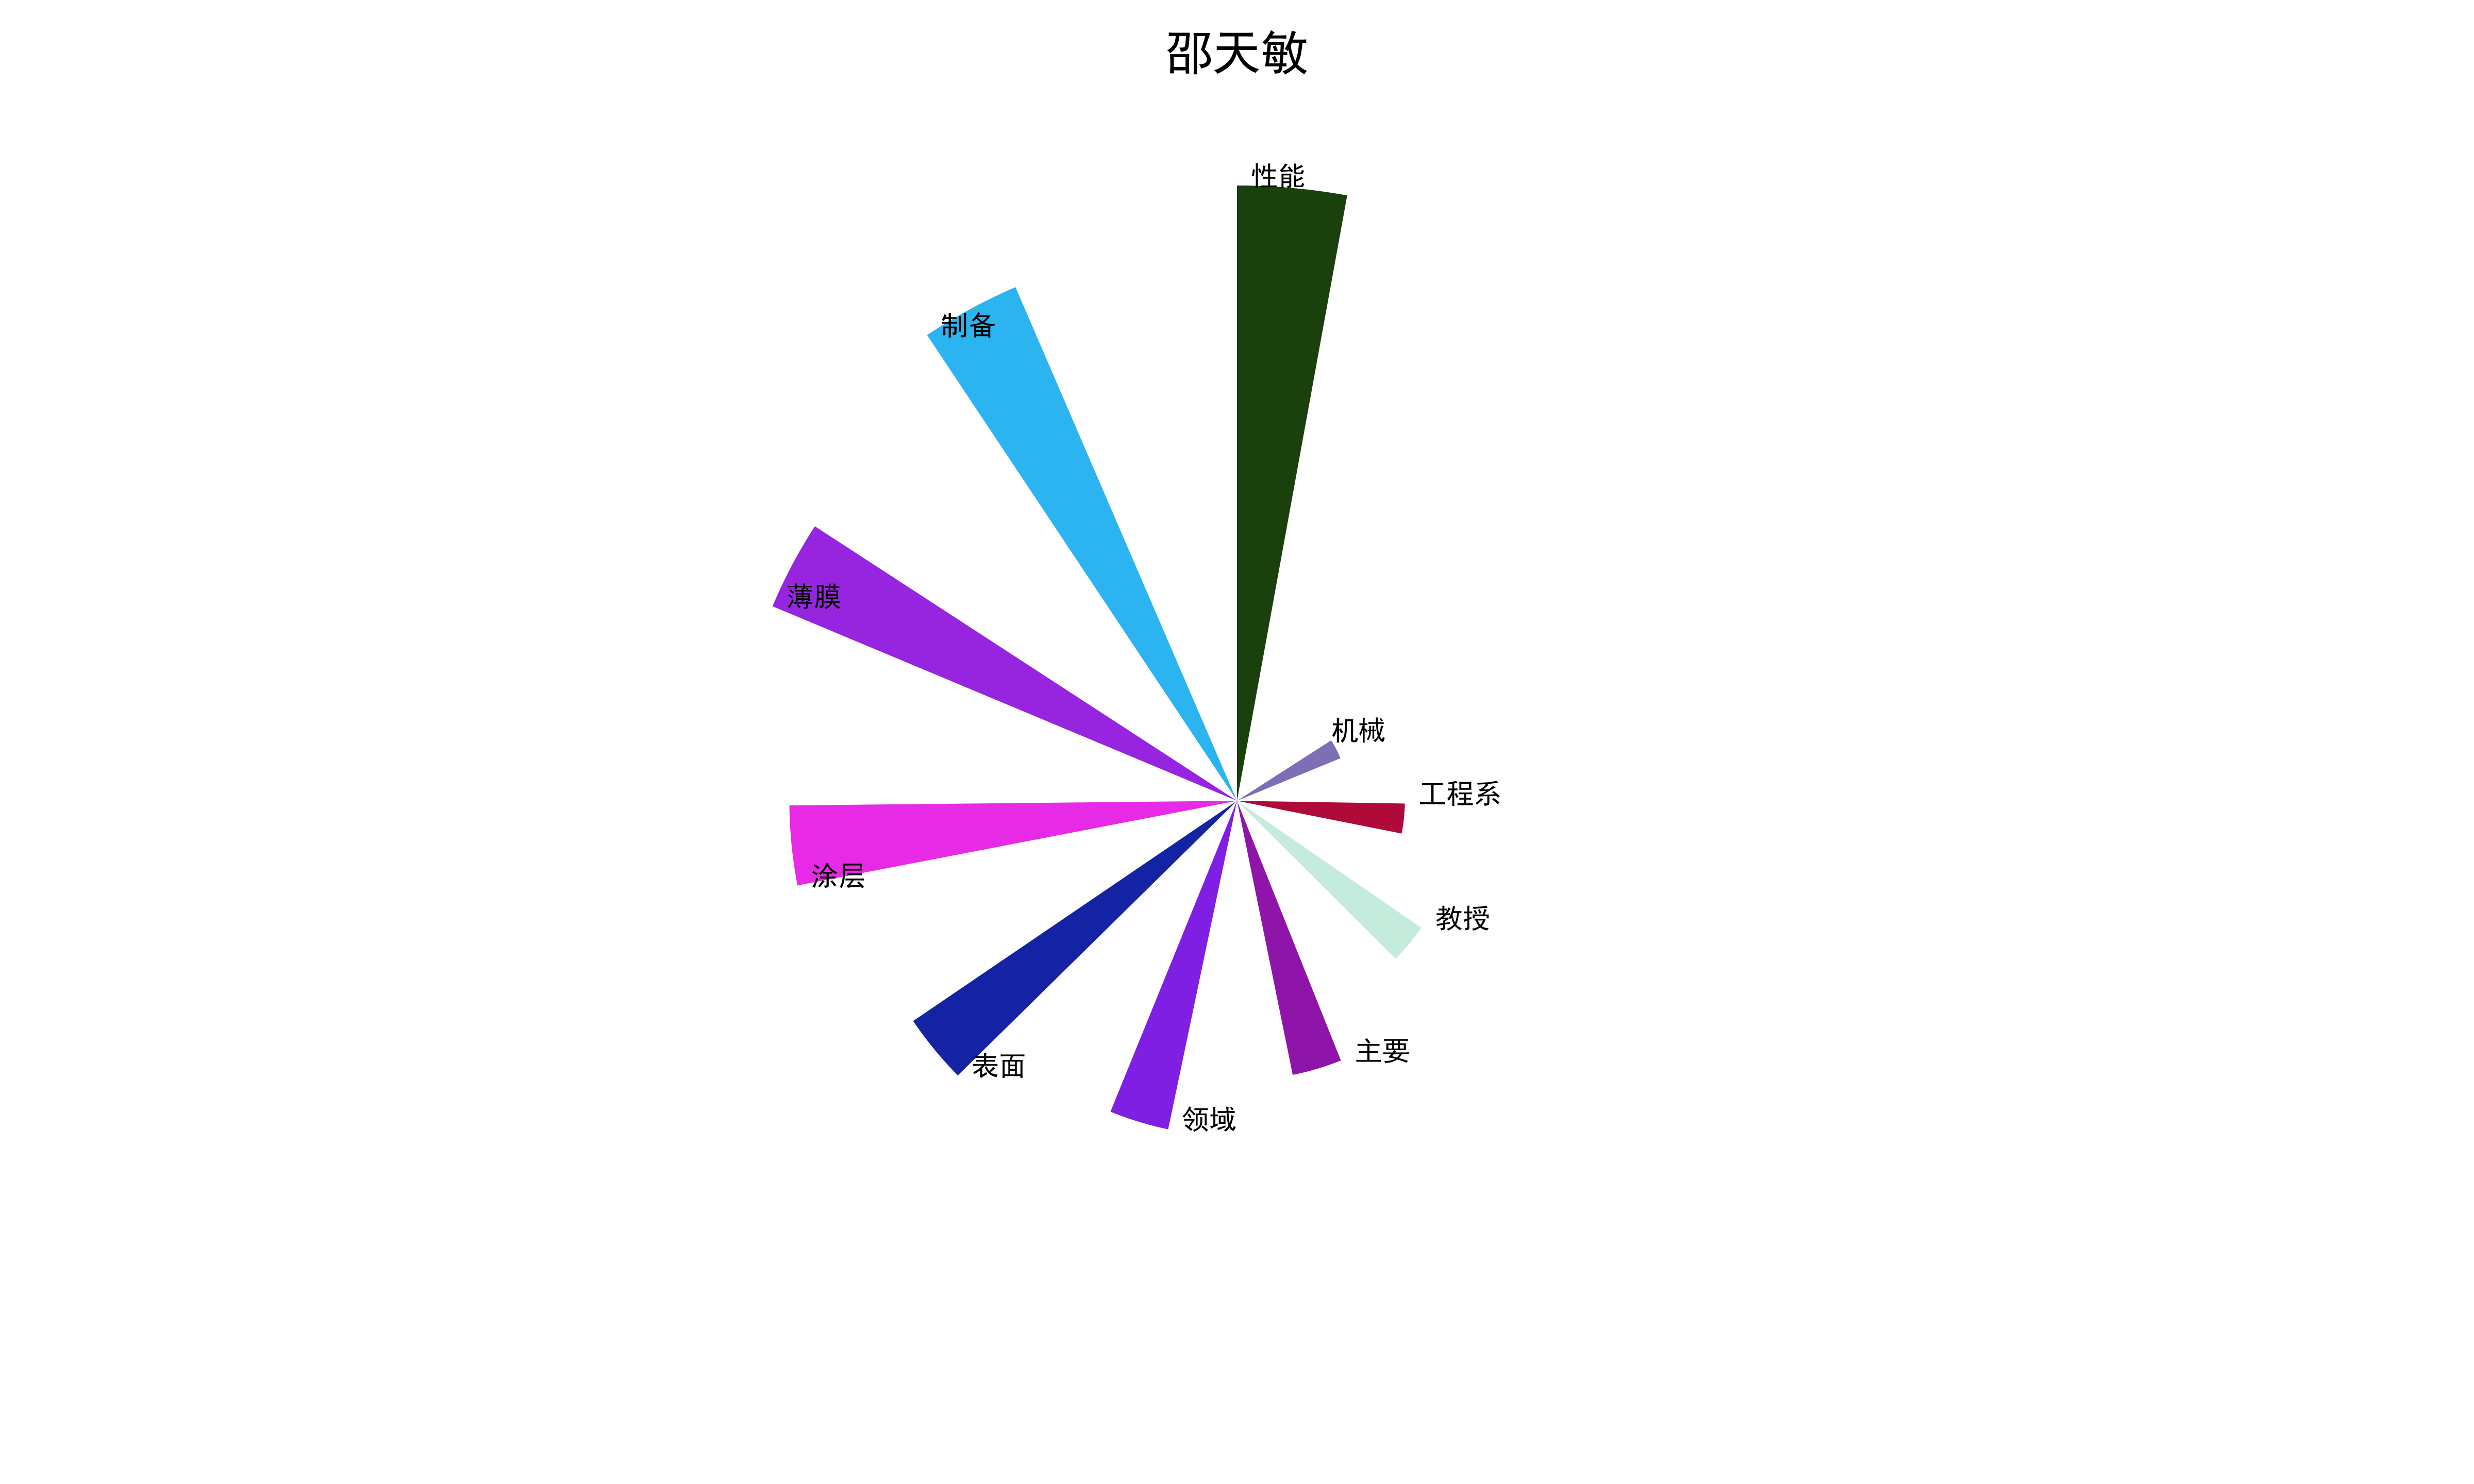 邵天敏
性能
制备
薄膜
机械
工程系
涂层
教授
主要
表面
领域